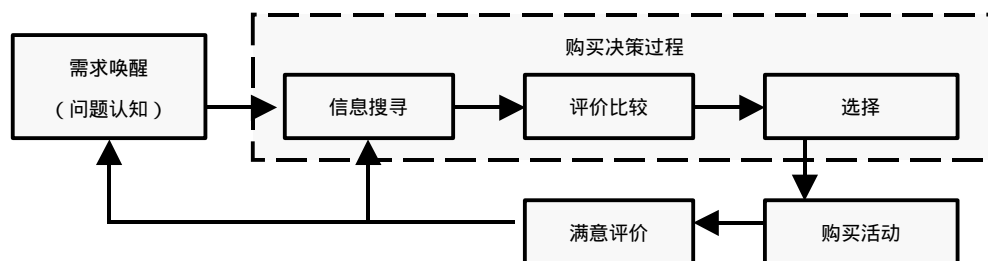 购买决策过程
需求唤醒
（问题认知）
信息搜寻
评价比较
选择
满意评价
购买活动